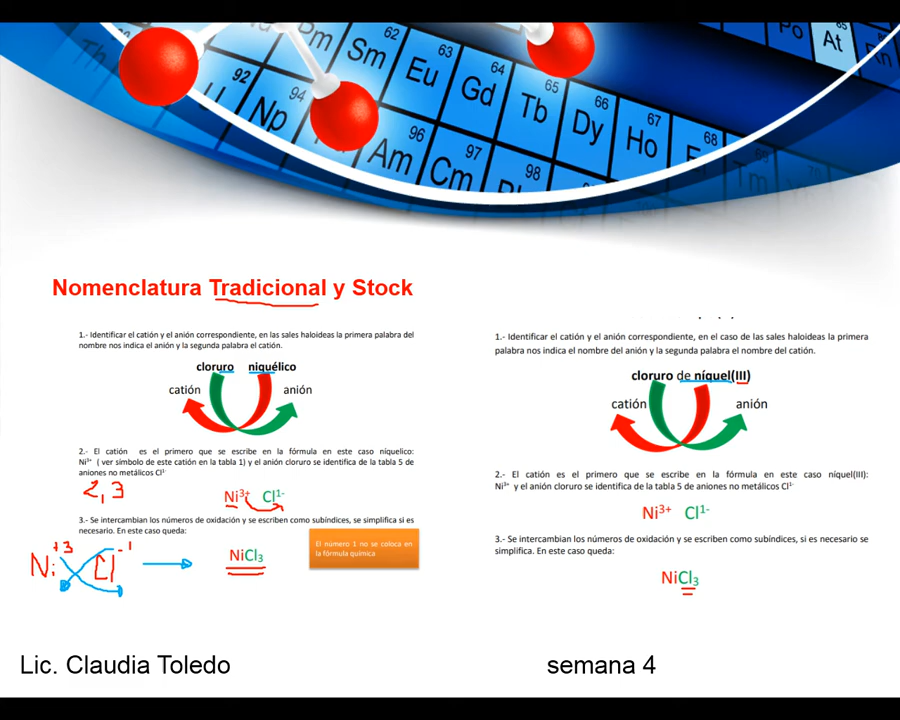 62
63
64
65
66
67
68
92
94
96
97
98
Th
Pm
Sm
Eu
Gd
Tb
Dy
Ho
Tm
Po
At
Rn
U
Np
Am
Cm
Nomenclatura Tradicional y Stock
1.- Identificar el catión y el anión correspondiente, en las sales haloideas la primera palabra del
nombre nos indica el anión y la segunda palabra el catión.
cloruro niquélico
catión anión
2.- El catión es el primero que se escribe en la fórmula en este caso níquelico:
Ni³⁺ ( ver símbolo de este catión en la tabla 1) y el anión cloruro se identifica de la tabla 5 de
aniones no metálicos Cl¹⁻
2, 3
Ni³⁺ Cl¹⁻
3.- Se intercambian los números de oxidación y se escriben como subíndices, se simplifica si es
necesario. En este caso queda:
Ni +3 Cl -1
NiCl₃
El número 1 no se coloca en
la fórmula química
1.- Identificar el catión y el anión correspondiente, en el caso de las sales haloideas la primera
palabra nos indica el nombre del anión y la segunda palabra el nombre del catión.
cloruro de níquel(III)
catión anión
2.- El catión es el primero que se escribe en la fórmula en este caso níquel(III):
Ni³⁺ y el anión cloruro se identifica de la tabla 5 de aniones no metálicos Cl¹⁻
Ni³⁺ Cl¹⁻
3.- Se intercambian los números de oxidación y se escriben como subíndices, si es necesario se
simplifica. En este caso queda:
NiCl₃
Lic. Claudia Toledo
semana 4